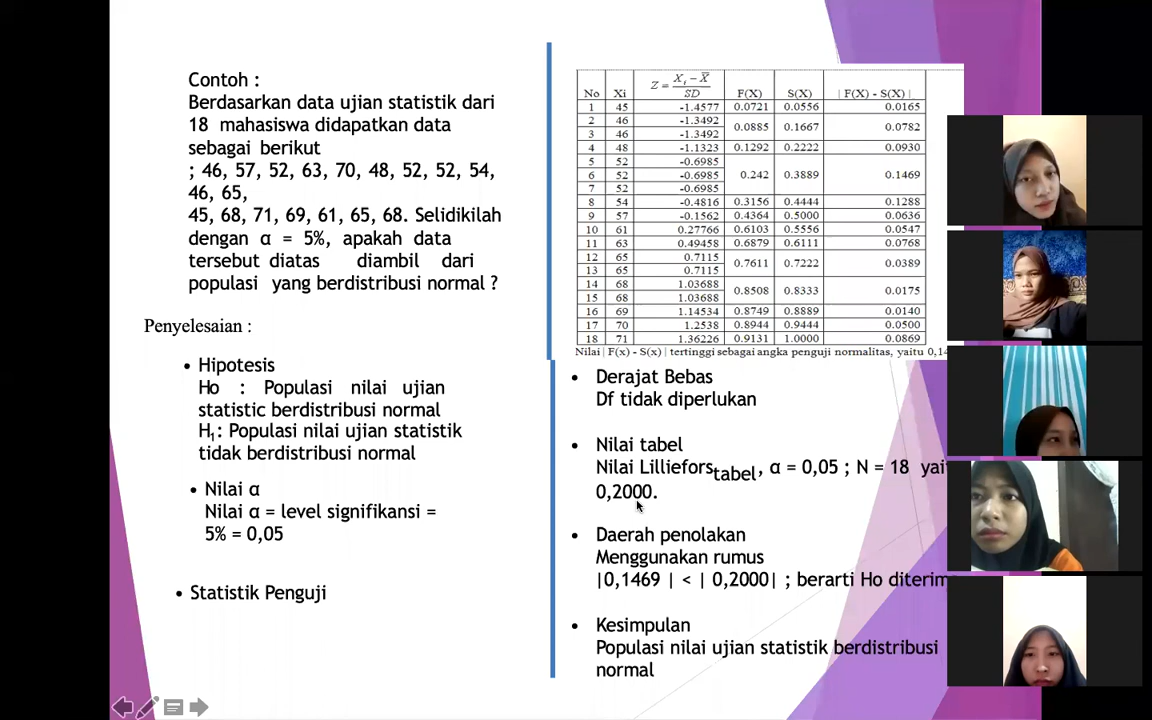 Contoh :
Berdasarkan data ujian statistik dari
18 mahasiswa didapatkan data
sebagai berikut
; 46, 57, 52, 63, 70, 48, 52, 52, 54,
46, 65,
45, 68, 71, 69, 61, 65, 68. Selidikilah
dengan α = 5%, apakah data
tersebut diatas diambil dari
populasi yang berdistribusi normal ?
Penyelesaian :
• Hipotesis
Ho : Populasi nilai ujian
statistic berdistribusi normal
H1: Populasi nilai ujian statistik
tidak berdistribusi normal
• Nilai α
Nilai α = level signifikansi =
5% = 0,05
• Statistik Penguji
No Xi Z = (Xi − X̄) / SD F(X) S(X) | F(X) - S(X) |
1 45 -1.4577 0.0721 0.0556 0.0165
2 46 -1.3492
0.0885 0.1667 0.0782
3 46 -1.3492
4 48 -1.1323 0.1292 0.2222 0.0930
5 52 -0.6985
6 52 -0.6985 0.242 0.3889 0.1469
7 52 -0.6985
8 54 -0.4816 0.3156 0.4444 0.1288
9 57 -0.1562 0.4364 0.5000 0.0636
10 61 0.27766 0.6103 0.5556 0.0547
11 63 0.49458 0.6879 0.6111 0.0768
12 65 0.7115
0.7611 0.7222 0.0389
13 65 0.7115
14 68 1.03688
0.8508 0.8333 0.0175
15 68 1.03688
16 69 1.14534 0.8749 0.8889 0.0140
17 70 1.2538 0.8944 0.9444 0.0500
18 71 1.36226 0.9131 1.0000 0.0869
Nilai | F(x) - S(x) | tertinggi sebagai angka penguji normalitas, yaitu 0,14
• Derajat Bebas
Df tidak diperlukan
• Nilai tabel
Nilai Lilliefors tabel, α = 0,05 ; N = 18 yai
0,2000.
• Daerah penolakan
Menggunakan rumus
|0,1469 | < | 0,2000| ; berarti Ho diterim
• Kesimpulan
Populasi nilai ujian statistik berdistribusi
normal